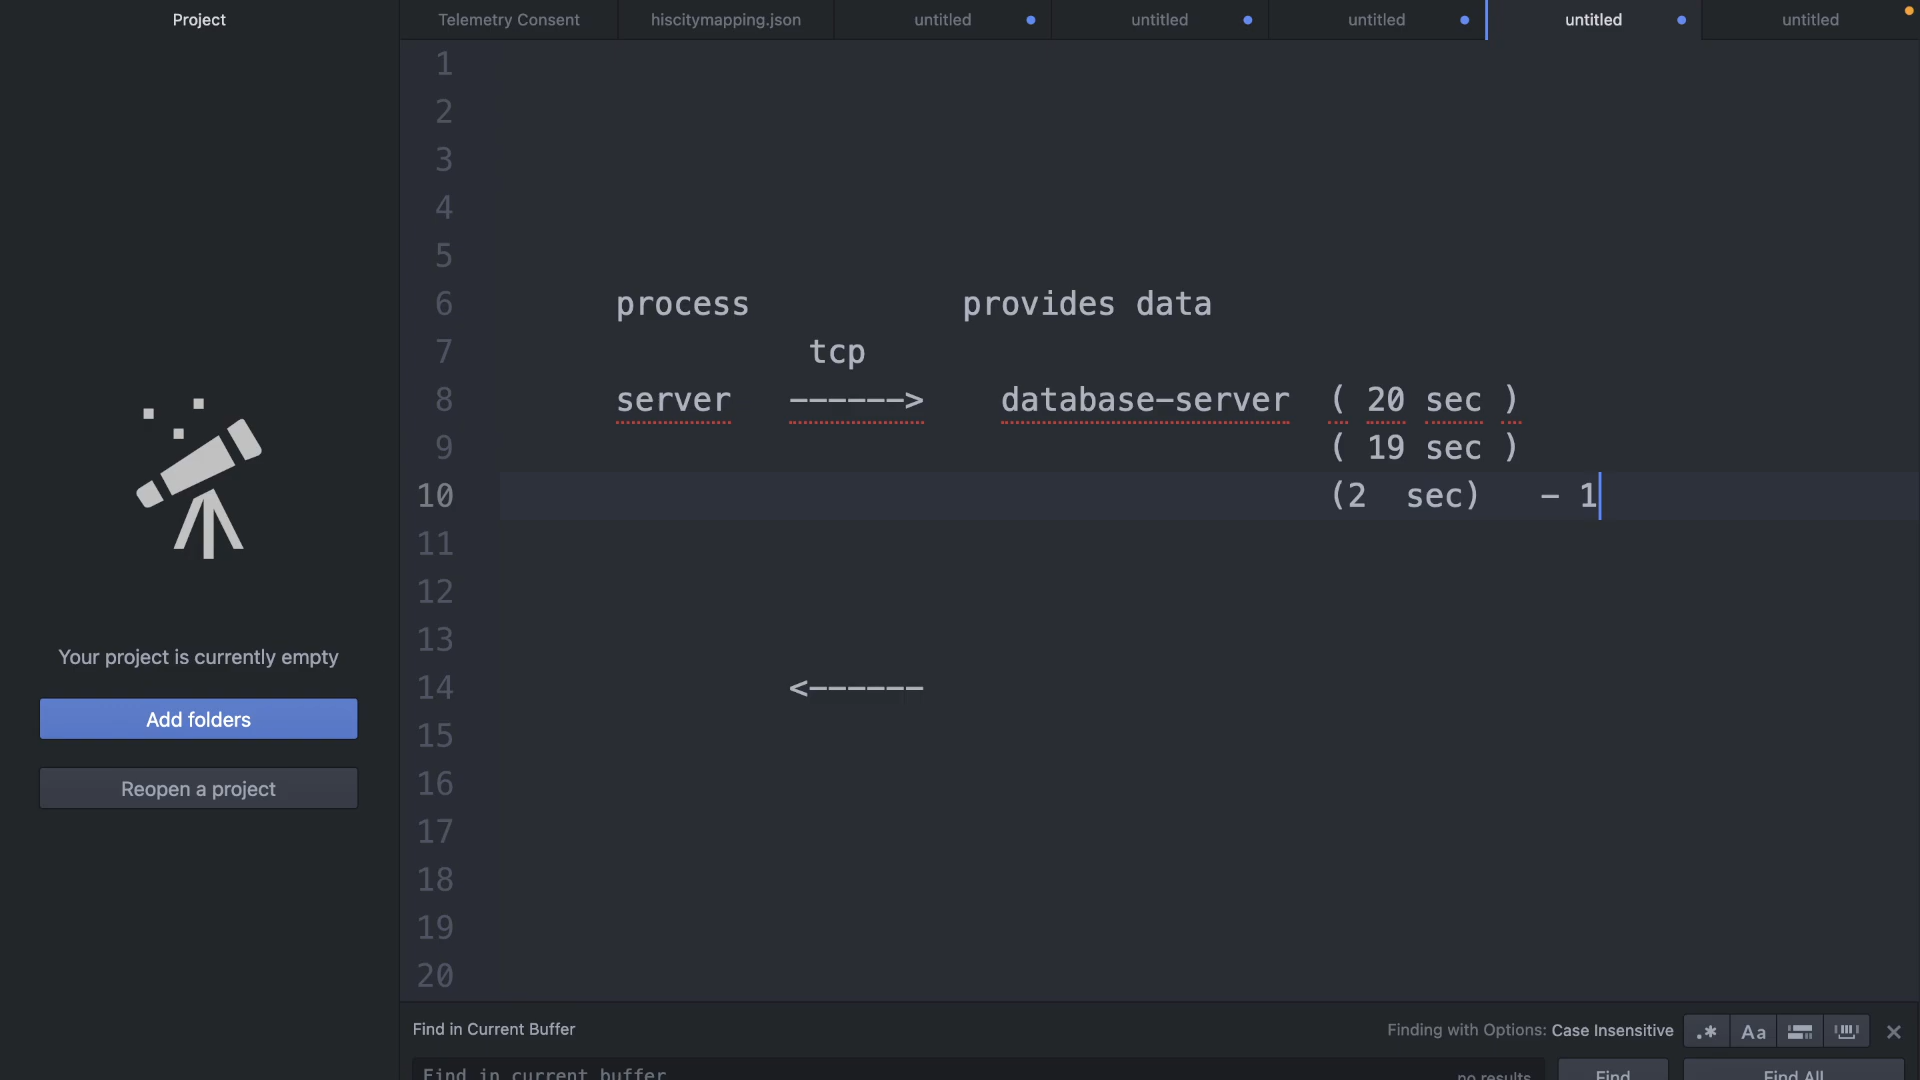 Project
Telemetry Consent
hiscitymapping.json
untitled
untitled
untitled
untitled
untitled
1
2
3
4
5
6 process provides data
7 tcp
8 server ------> database-server ( 20 sec )
9 ( 19 sec )
10 (2 sec) - 1
11
12
13
14 <------
15
16
17
18
19
20
Your project is currently empty
Add folders
Reopen a project
Find in Current Buffer
Finding with Options: Case Insensitive
.* Aa
Find in current buffer
no results
Find
Find All